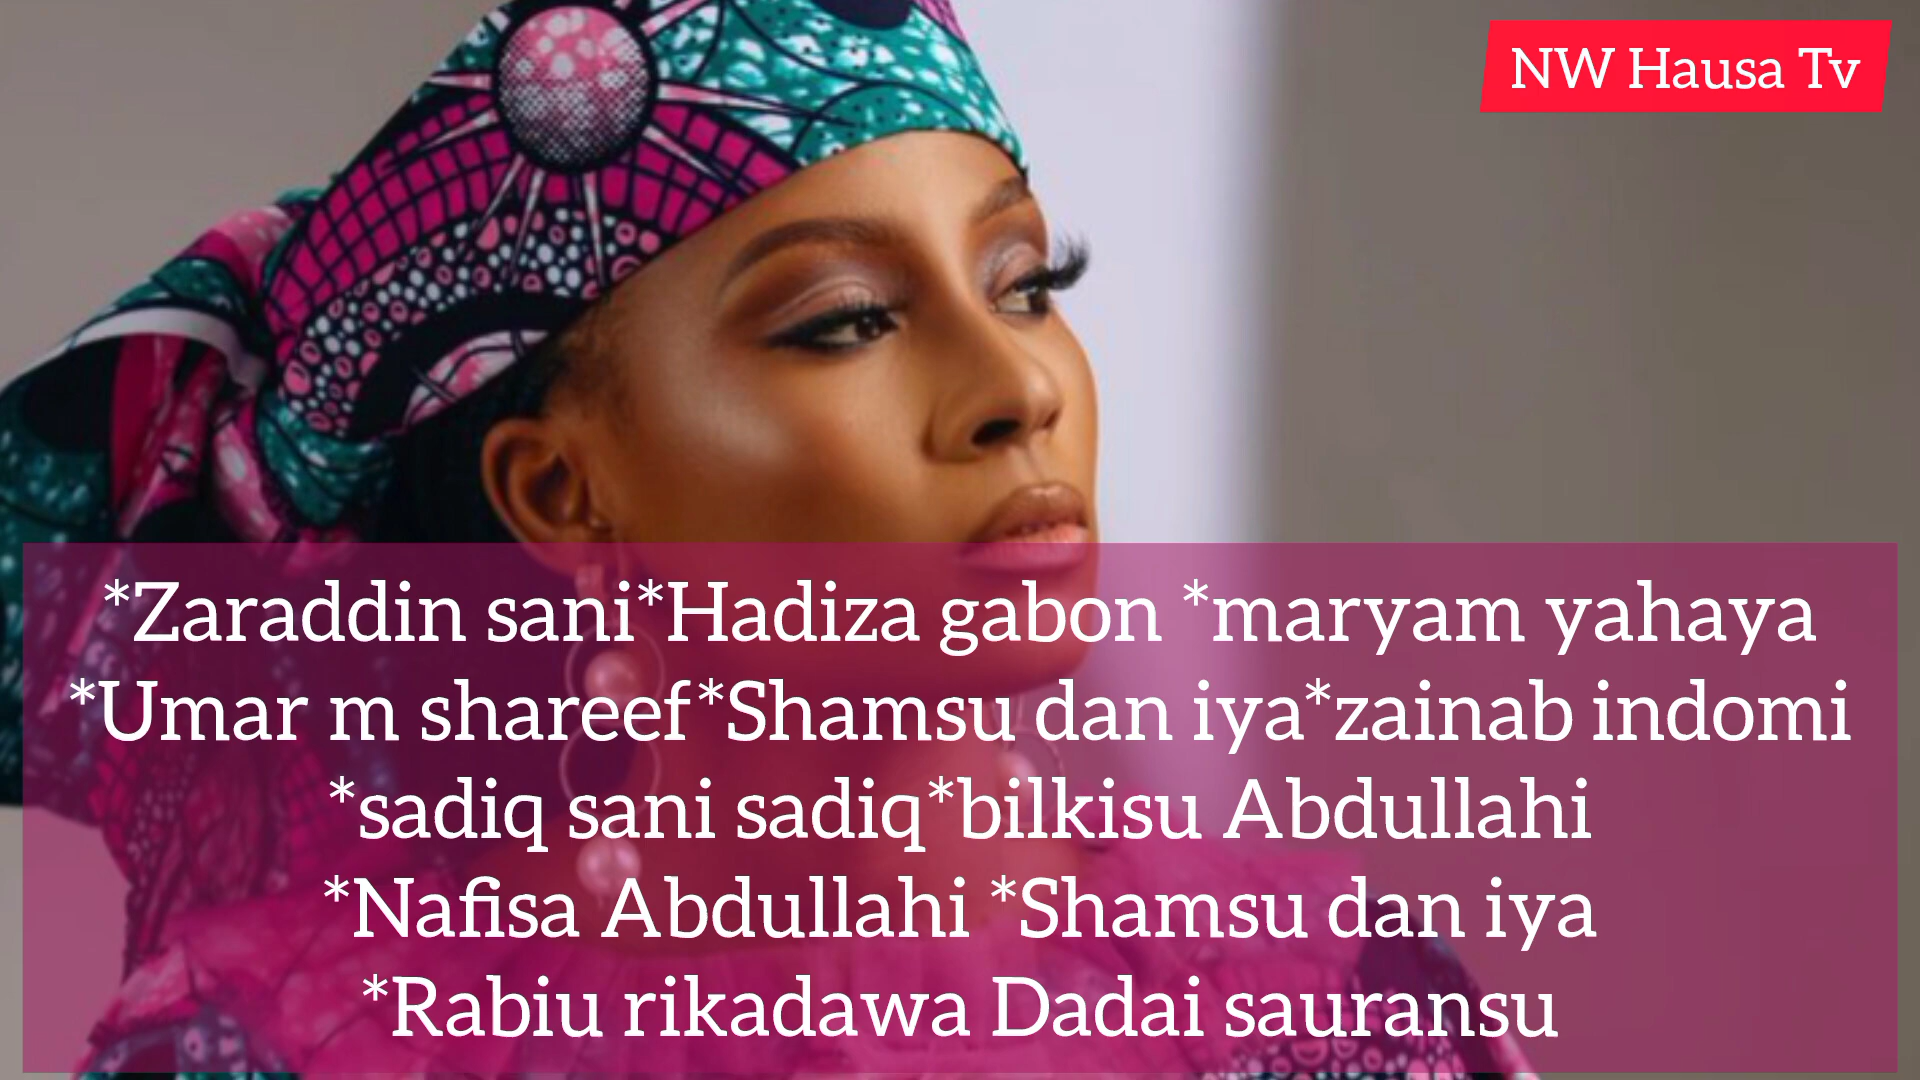 NW Hausa Tv
*Zaraddin sani*Hadiza gabon *maryam yahaya
*Umar m shareef*Shamsu dan iya*zainab indomi
*sadiq sani sadiq*bilkisu Abdullahi
*Nafisa Abdullahi *Shamsu dan iya
*Rabiu rikadawa Dadai sauransu